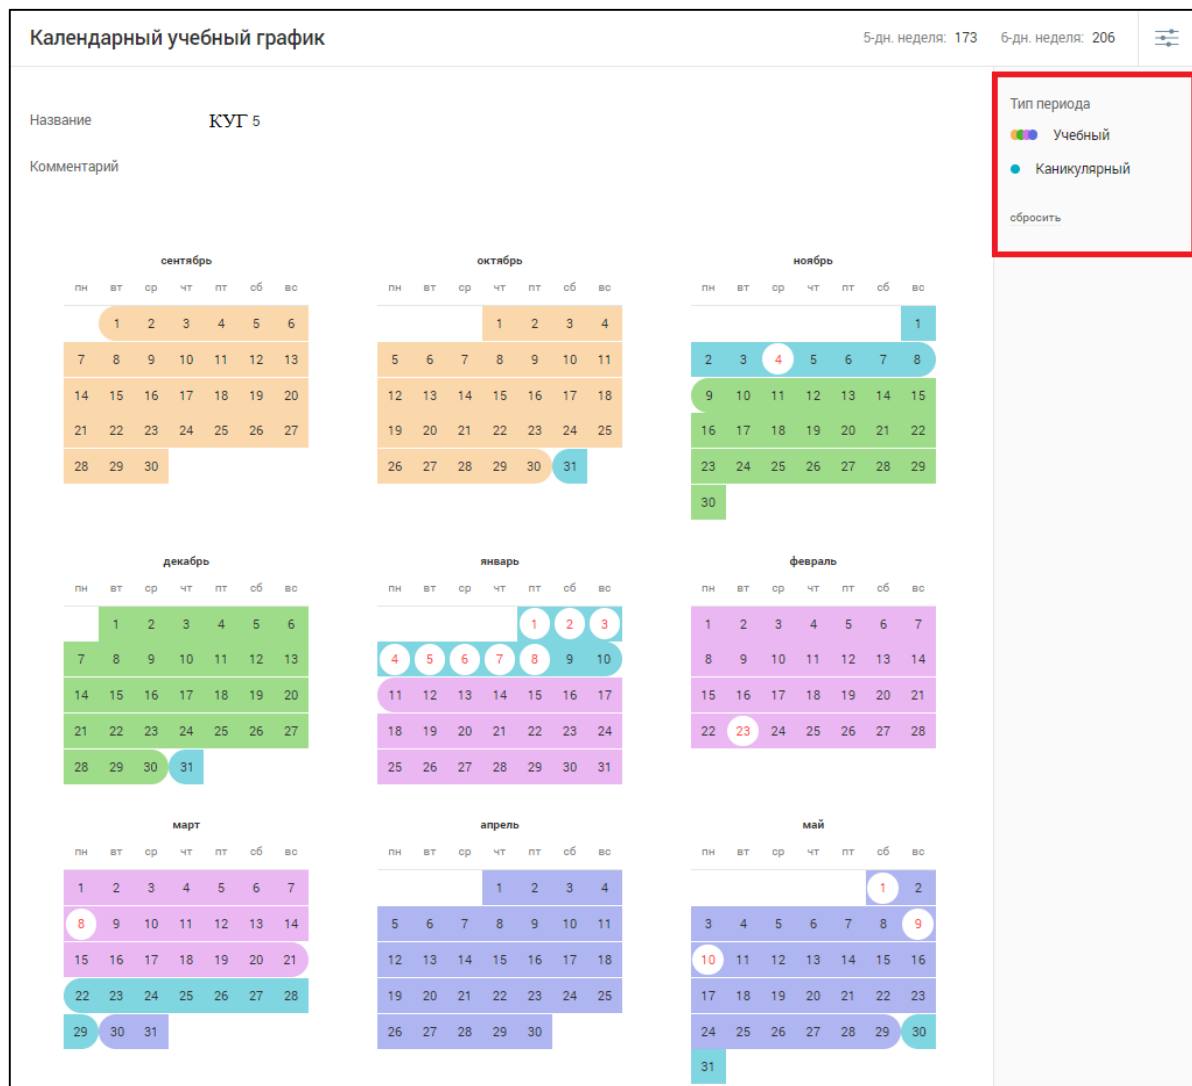 Календарный учебный график 5-дн. неделя: 173 6-дн. неделя: 206
Тип периода
Название КУГ 5
Учебный
Комментарий
Каникулярный
сбросить
сентябрь октябрь ноябрь
пн вт ср чт пт сб вс пн вт ср чт пт сб вс пн вт ср чт пт сб вс
1 2 3 4 5 6 1 2 3 4 1
7 8 9 10 11 12 13 5 6 7 8 9 10 11 2 3 4 5 6 7 8
14 15 16 17 18 19 20 12 13 14 15 16 17 18 9 10 11 12 13 14 15
21 22 23 24 25 26 27 19 20 21 22 23 24 25 16 17 18 19 20 21 22
28 29 30 26 27 28 29 30 31 23 24 25 26 27 28 29
30
декабрь январь февраль
пн вт ср чт пт сб вс пн вт ср чт пт сб вс пн вт ср чт пт сб вс
1 2 3 4 5 6 1 2 3 1 2 3 4 5 6 7
7 8 9 10 11 12 13 4 5 6 7 8 9 10 8 9 10 11 12 13 14
14 15 16 17 18 19 20 11 12 13 14 15 16 17 15 16 17 18 19 20 21
21 22 23 24 25 26 27 18 19 20 21 22 23 24 22 23 24 25 26 27 28
28 29 30 31 25 26 27 28 29 30 31
март апрель май
пн вт ср чт пт сб вс пн вт ср чт пт сб вс пн вт ср чт пт сб вс
1 2 3 4 5 6 7 1 2 3 4 1 2
8 9 10 11 12 13 14 5 6 7 8 9 10 11 3 4 5 6 7 8 9
15 16 17 18 19 20 21 12 13 14 15 16 17 18 10 11 12 13 14 15 16
22 23 24 25 26 27 28 19 20 21 22 23 24 25 17 18 19 20 21 22 23
29 30 31 26 27 28 29 30 24 25 26 27 28 29 30
31